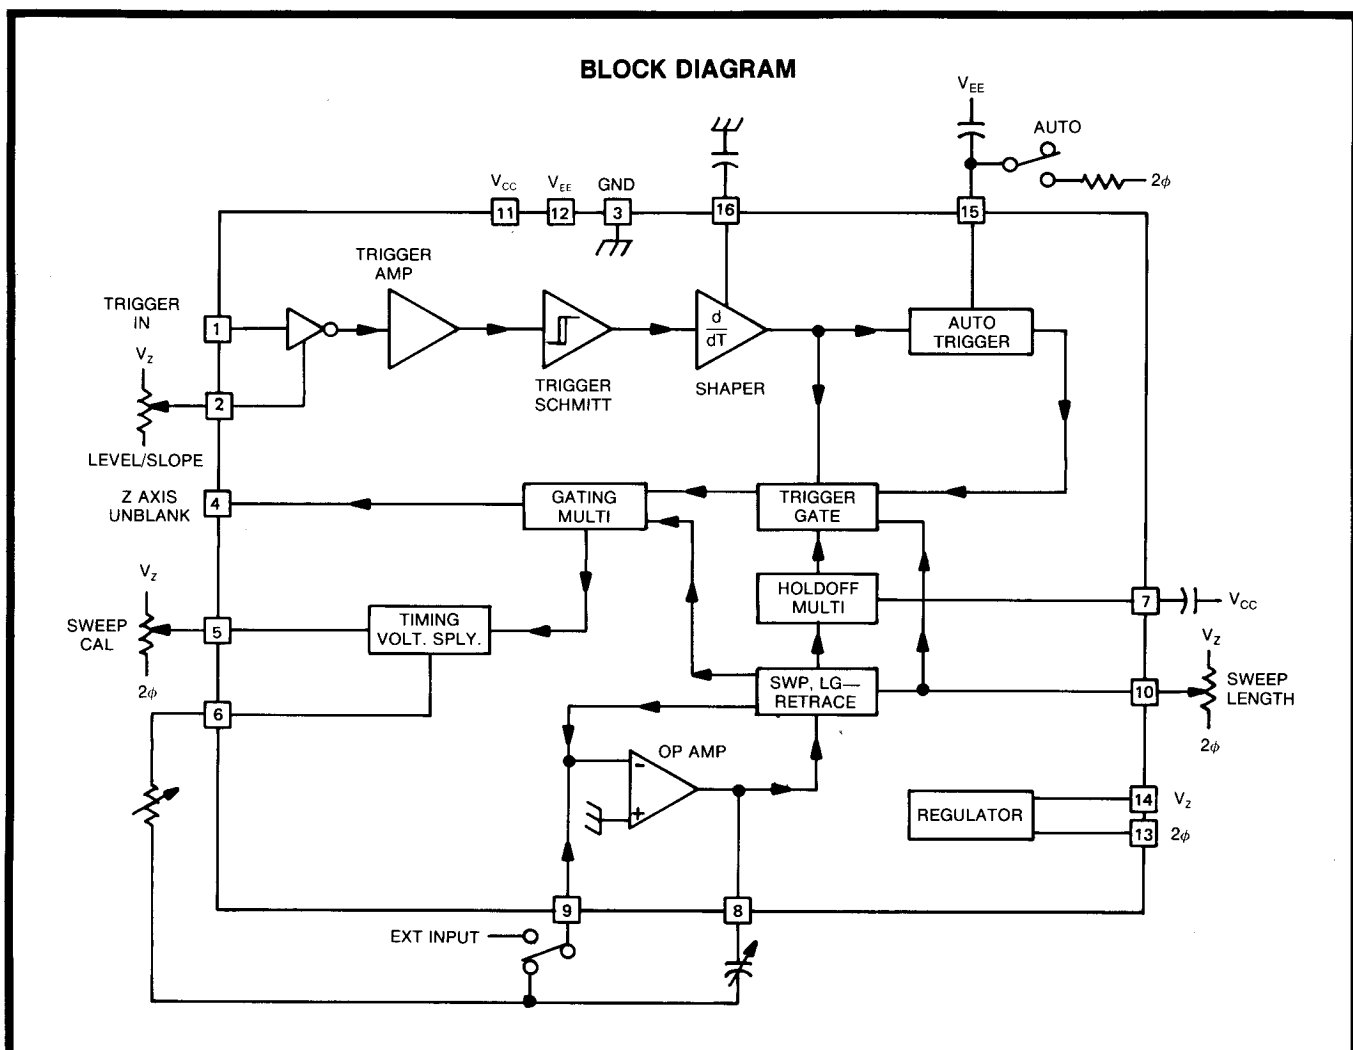 BLOCK DIAGRAM
VEE
AUTO
2ϕ
VCC
VEE
GND
11
12
3
16
15
TRIGGER
AMP
TRIGGER
IN
1
d
dT
AUTO
TRIGGER
VZ
2
TRIGGER
SCHMITT
SHAPER
LEVEL/SLOPE
Z AXIS
UNBLANK
4
GATING
MULTI
TRIGGER
GATE
VZ
HOLDOFF
MULTI
7
VCC
SWEEP
CAL
5
TIMING
VOLT. SPLY.
VZ
2ϕ
SWP, LG—
RETRACE
10
SWEEP
LENGTH
6
2ϕ
OP AMP
-
+
REGULATOR
14
VZ
13
2ϕ
9
8
EXT INPUT